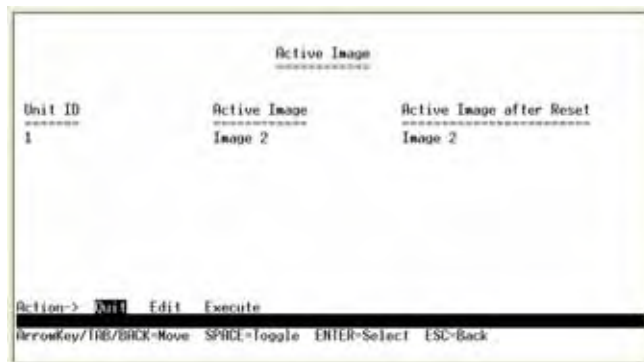 Active Image
Unit ID Active Image Active Image after Reset
1 Image 2 Image 2
Action-> Quit Edit Execute
ArrowKey/TAB/BACK=Move SPACE=Toggle ENTER=Select ESC=Back